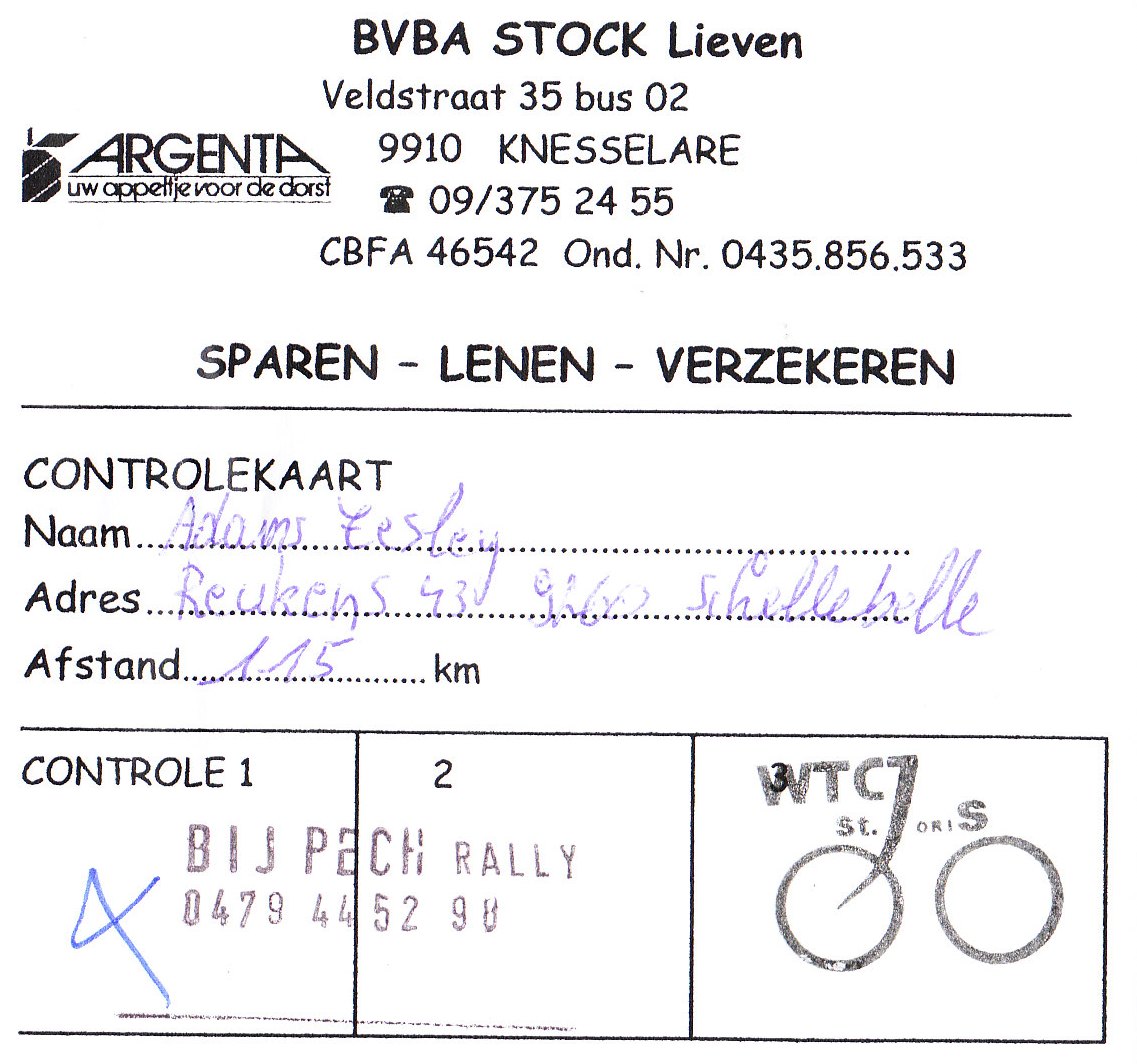 BVBA STOCK Lieven
Veldstraat 35 bus 02
ARGENTA
uw appeltje voor de dorst
9910 KNESSELARE
☎ 09/375 24 55
CBFA 46542 Ond. Nr. 0435.856.533
SPAREN - LENEN - VERZEKEREN
CONTROLEKAART
Naam Adams
Adres Reukens 43 9260 Schellebelle
Afstand 115 km
CONTROLE 1
2
3
WTC
St. JORIS
BIJ PECH RALLY
0479 44 52 98